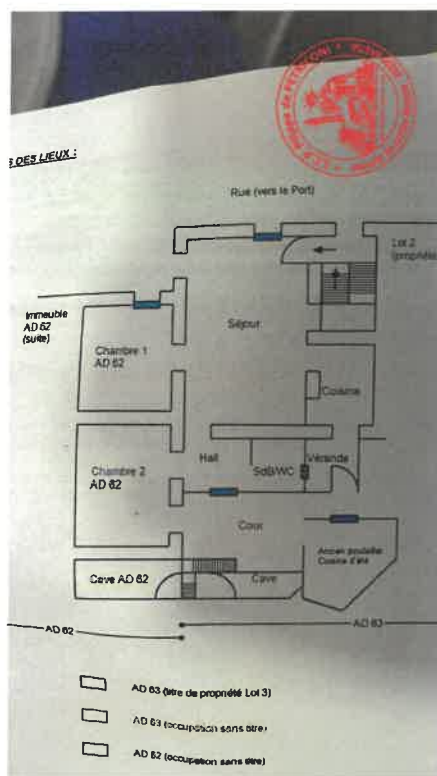 S DES LIEUX :
Rue (vers le Port)
Lot 2
(propriété
Immeuble
AD 62
(suite)
Séjour
Chambre 1
AD 62
Cuisine
Hall
Véranda
SdB/WC
Chambre 2
AD 62
Cour
Ancien poulailler
Cuisine d'été
Cave AD 62
Cave
AD 62
AD 63
AD 63 (titre de propriété Lot 3)
AD 63 (occupation sans titre)
AD 62 (occupation sans titre)